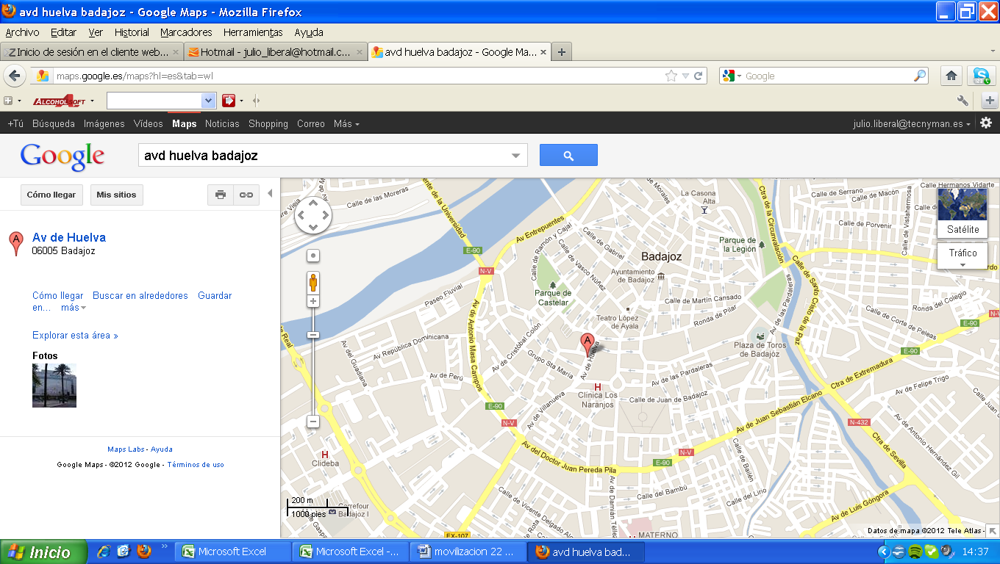 avd huelva badajoz - Google Maps - Mozilla Firefox
Archivo Editar Ver Historial Marcadores Herramientas Ayuda
Inicio de sesión en el cliente web... Hotmail - julio_liberal@hotmail.c... avd huelva badajoz - Google Ma...
maps.google.es/maps?hl=es&tab=wl
Google
ALCOHOLSOFT
+Tú Búsqueda Imágenes Vídeos Maps Noticias Shopping Correo Más
julio.liberal@tecnyman.es
Google
avd huelva badajoz
Cómo llegar Mis sitios
A
Av de Huelva
06005 Badajoz
Cómo llegar Buscar en alrededores Guardar
en... más
Explorar esta área »
Fotos
Maps Labs - Ayuda
Google Maps - ©2012 Google - Términos de uso
Calle de las Moreras
nte de la Universidad
E-90
Av Entrepuentes
N-V
Calle de Ramón y Cajal
Calle de Vasco Nuñez
Calle de Gabriel
Calle de Morales
La Casona
Alta
Ctra de la Circunvalación
Calle Hernanos Vidarte
Calle de Serrano
Calle de Macón
Calle de Porvenir
Calle de Vistahermosa
Satélite
Tráfico
Parque de
la Legión
Badajoz
Ayuntamiento
de Badajoz
Parque de
Castelar
Calle de Martin Cansado
Calle de Santo Cristo de la Paz
Av de las Pardaleras
Ronda de Pilar
Ronda del Colegio
Calle de Corte de Peleas
N-V
E-90
E-90
Teatro López
de Ayala
Plaza de Toros
de Badajóz
Paseo Fluvial
Av República Dominicana
Av de Antonio Masa Campos
Av de Cristóbal Colón
Grupo Sta Maria
A
Av de Huelva
Av del Guadiana
Av de Perú
Av de las Pardaleras
Ctra de Extremadura
Av de Felipe Trigo
H
Clínica Los
Naranjos
Calle de Juan de Badajoz
Av de Villanueva
E-90
N-V
Av de Juan Sebastián Elcano
N-432
Ctra de Sevilla
Av de Antonio Hernández Gil
H
Clideba
Av del Doctor Juan Pereda Pila
E-90
N-V
Calle de Bailén
Calle del Bambú
Calle del Lino
Av de Luis Góngora
Av de Damián Téllez
Calle de Vicente Delgado
200 m
1000 pies
Carrefour
Badajoz I
EX-107
MATERNO
Datos de mapa ©2012 Tele Atlas -
Inicio
Microsoft Excel
Microsoft Excel -...
movilizacion 22 ...
avd huelva bad...
14:37